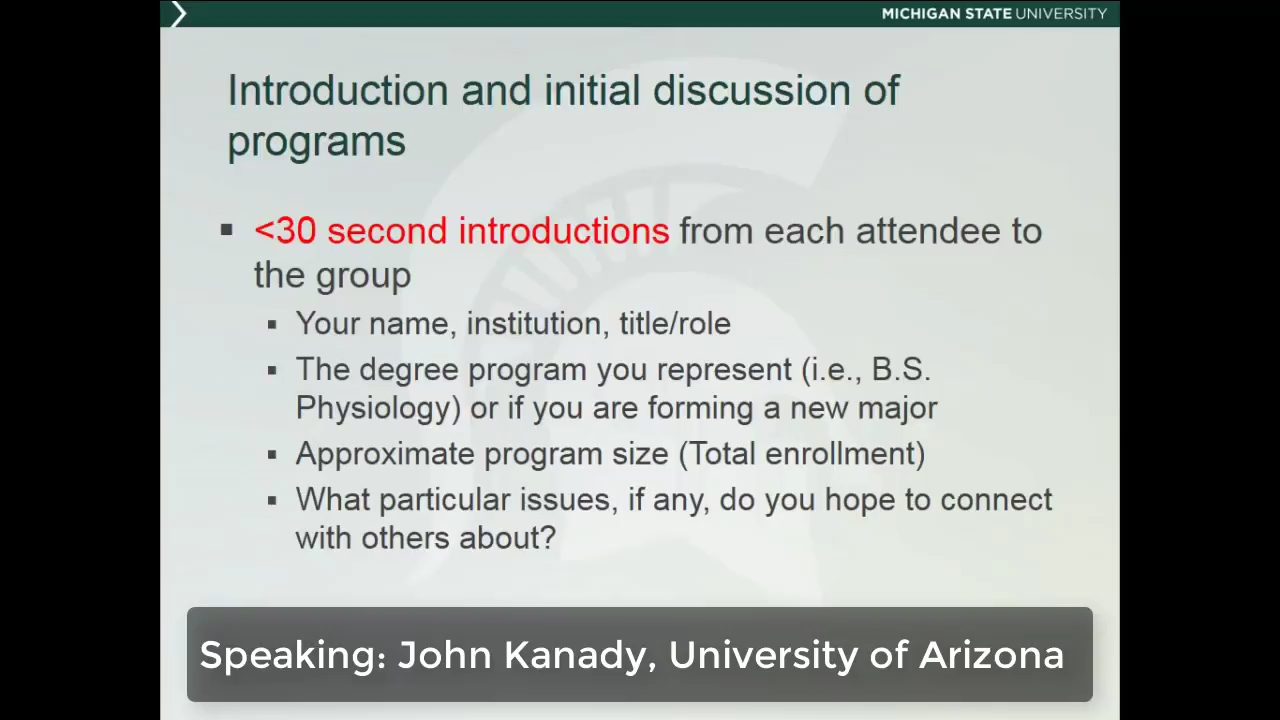 MICHIGAN STATE UNIVERSITY
Introduction and initial discussion of
programs
<30 second introductions from each attendee to
the group
Your name, institution, title/role
The degree program you represent (i.e., B.S.
Physiology) or if you are forming a new major
Approximate program size (Total enrollment)
What particular issues, if any, do you hope to connect
with others about?
Speaking: John Kanady, University of Arizona